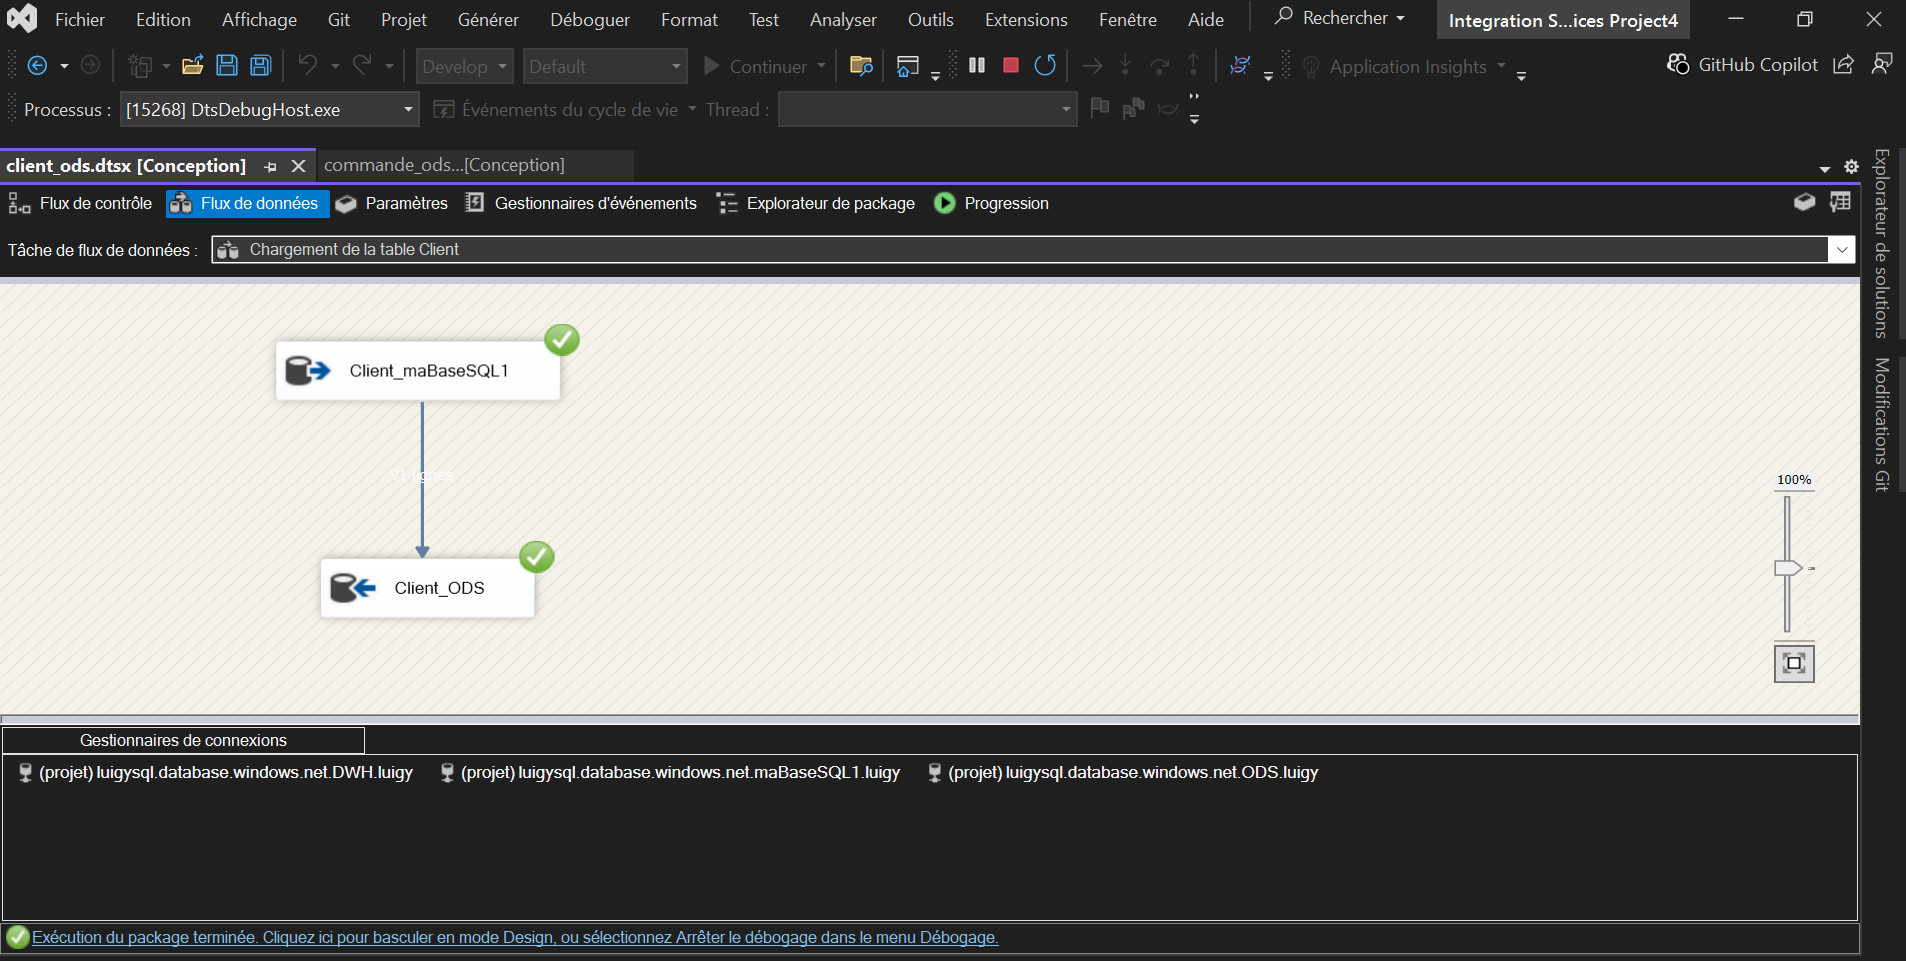 Fichier Edition Affichage Git Projet Générer Déboguer Format Test Analyser Outils Extensions Fenêtre Aide Rechercher Integration S...ices Project4
Develop Default Continuer Application Insights GitHub Copilot
Processus : [15268] DtsDebugHost.exe Événements du cycle de vie Thread :
client_ods.dtsx [Conception] commande_ods...[Conception]
Flux de contrôle Flux de données Paramètres Gestionnaires d'événements Explorateur de package Progression
Tâche de flux de données : Chargement de la table Client
Client_maBaseSQL1
91 lignes
Client_ODS
100%
Gestionnaires de connexions
(projet) luigysql.database.windows.net.DWH.luigy (projet) luigysql.database.windows.net.maBaseSQL1.luigy (projet) luigysql.database.windows.net.ODS.luigy
Exécution du package terminée. Cliquez ici pour basculer en mode Design, ou sélectionnez Arrêter le débogage dans le menu Débogage.
Explorateur de solutions
Modifications Git